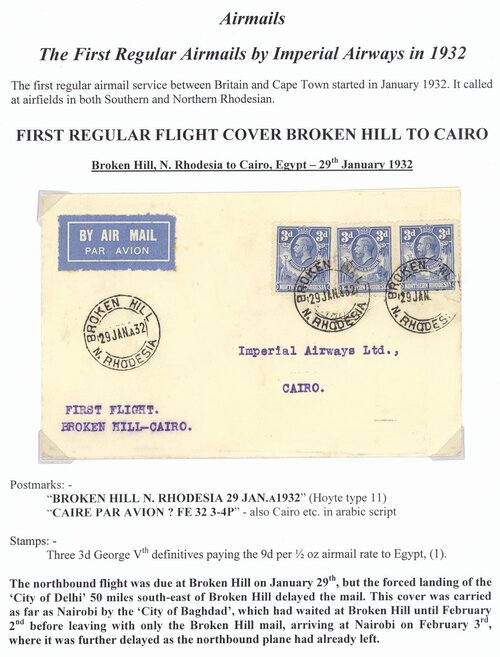 Airmails
The First Regular Airmails by Imperial Airways in 1932
The first regular airmail service between Britain and Cape Town started in January 1932. It called
at airfields in both Southern and Northern Rhodesian.
FIRST REGULAR FLIGHT COVER BROKEN HILL TO CAIRO
Broken Hill, N. Rhodesia to Cairo, Egypt – 29th January 1932
BY AIR MAIL
PAR AVION
3d 3d 3d
NORTHERN RHODESIA
BROKEN HILL
29 JAN.A32
N. RHODESIA
BROKEN HILL
29 JAN.A32
N. RHODESIA
BROKEN HILL
29 JAN.
N. RHODESIA
Imperial Airways Ltd.,
CAIRO.
FIRST FLIGHT.
BROKEN HILL-CAIRO.
Postmarks: -
“BROKEN HILL N. RHODESIA 29 JAN.A1932” (Hoyte type 11)
“CAIRE PAR AVION ? FE 32 3-4P” - also Cairo etc. in arabic script
Stamps: -
Three 3d George Vth definitives paying the 9d per ½ oz airmail rate to Egypt, (1).
The northbound flight was due at Broken Hill on January 29th, but the forced landing of the
‘City of Delhi’ 50 miles south-east of Broken Hill delayed the mail. This cover was carried
as far as Nairobi by the ‘City of Baghdad’, which had waited at Broken Hill until February
2nd before leaving with only the Broken Hill mail, arriving at Nairobi on February 3rd,
where it was further delayed as the northbound plane had already left.